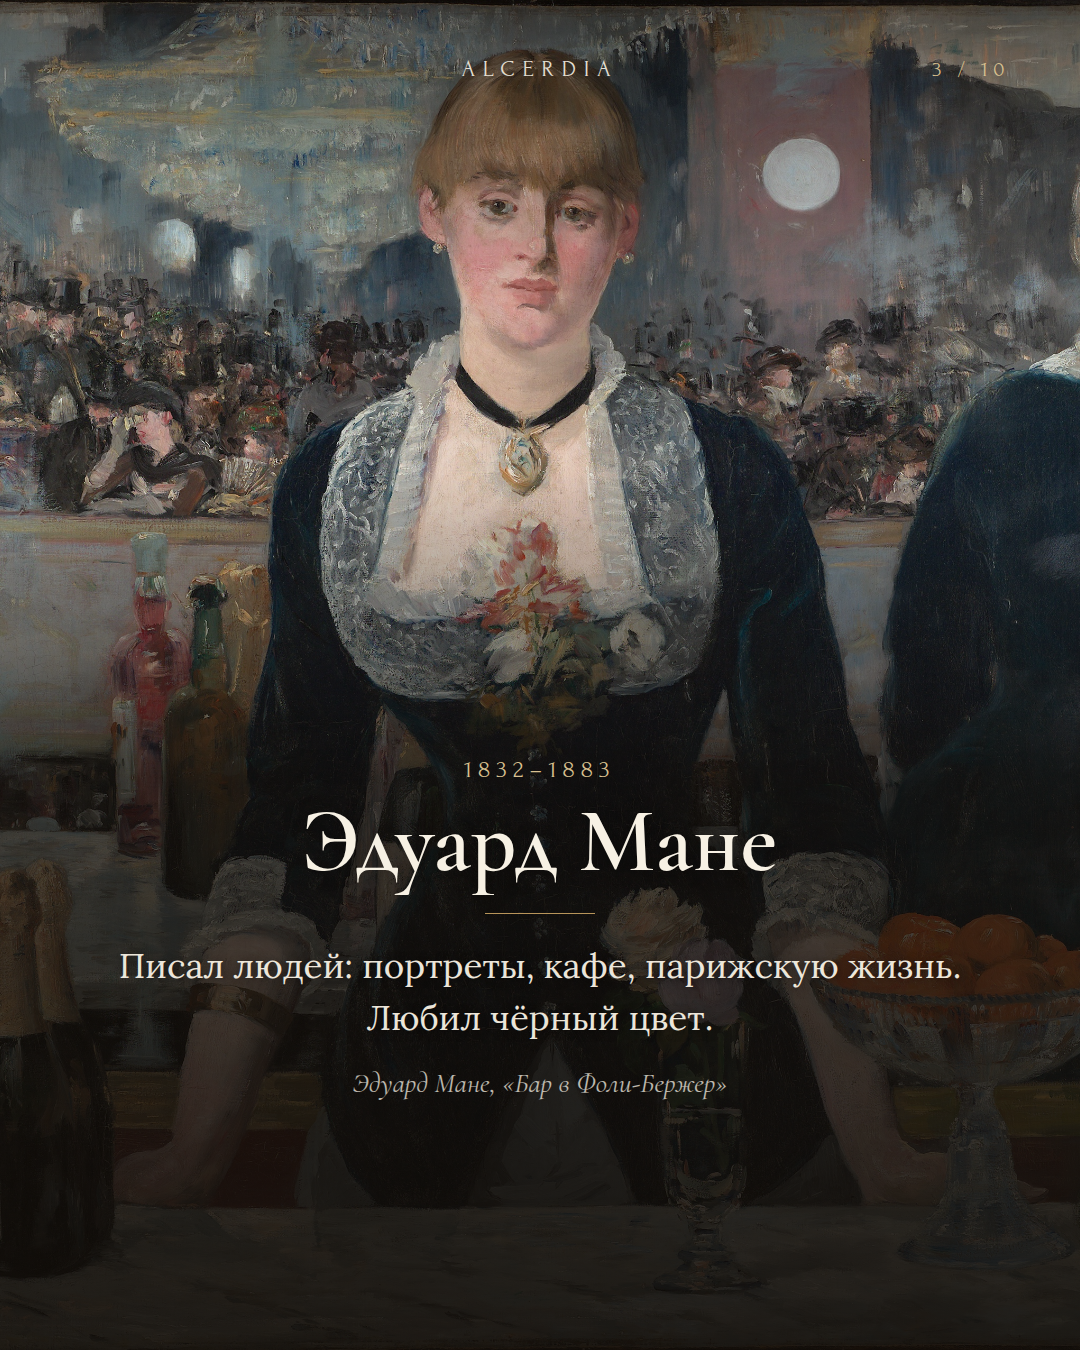 ALCERDIA
3 / 10
1832–1883
Эдуард Мане
Писал людей: портреты, кафе, парижскую жизнь.
Любил чёрный цвет.
Эдуард Мане, «Бар в Фоли-Бержер»